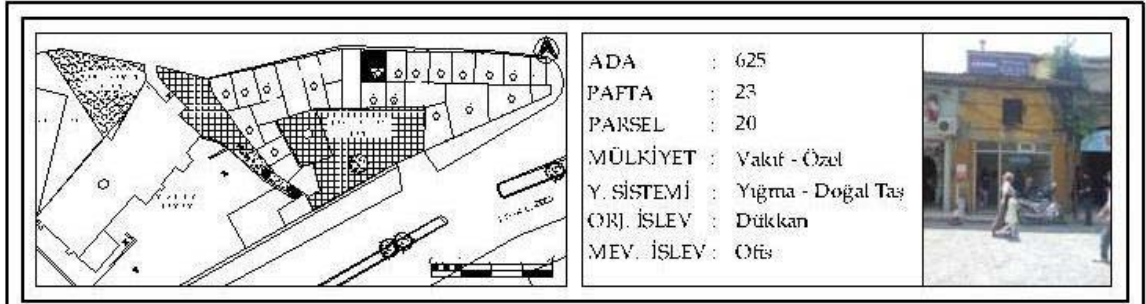 ADA : 625
PAFTA : 23
PARSEL : 20
MÜLKİYET : Vakıf - Özel
Y. SİSTEMİ : Yığma - Doğal Taş
ORJ. İŞLEV : Dükkan
MEV. İŞLEV : Ofis